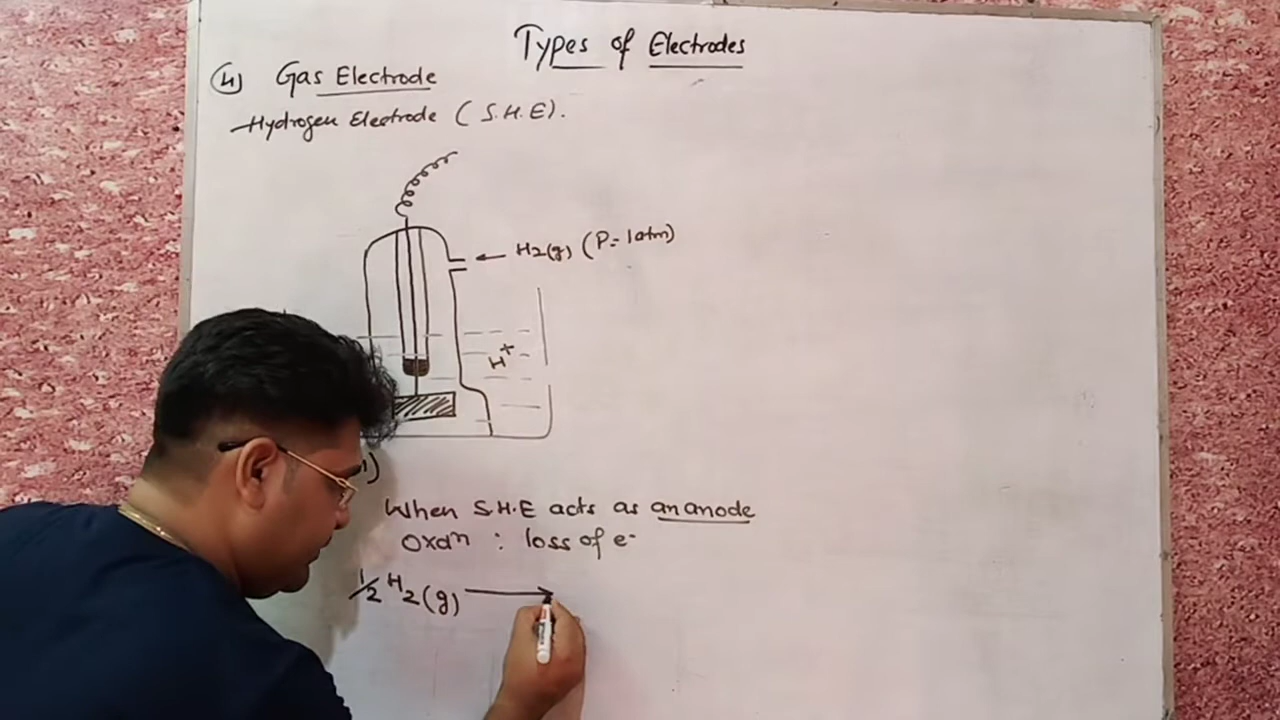 Types of Electrodes
(4) Gas Electrode
Hydrogen Electrode (S.H.E).
H2(g) (P=1atm)
H+
1)
When S.H.E acts as an anode
Oxdn : loss of e-
1/2 H2(g) →